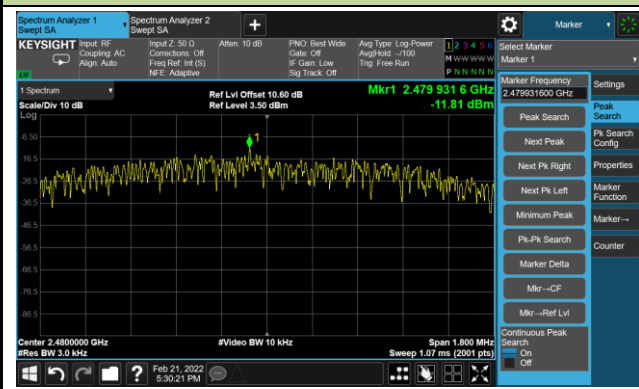 Spectrum Analyzer 1
Swept SA
Spectrum Analyzer 2
Swept SA
+
Marker
KEYSIGHT
Input: RF
Coupling: AC
Align: Auto
Input Z: 50 Ω
Corrections: Off
Freq Ref: Int (S)
NFE: Adaptive
Atten: 10 dB
PNO: Best Wide
Gate: Off
IF Gain: Low
Sig Track: Off
Avg Type: Log-Power
Avg|Hold:--/100
Trig: Free Run
1 2 3 4 5 6
M W W W W W
P N N N N N
LXI
Select Marker
Marker 1
1 Spectrum
Scale/Div 10 dB
Log
Ref Lvl Offset 10.60 dB
Ref Level 3.50 dBm
Mkr1 2.479 931 6 GHz
-11.81 dBm
1
-6.50
-16.5
-26.5
-36.5
-46.5
-56.5
-66.5
-76.5
-86.5
Center 2.4800000 GHz
#Res BW 3.0 kHz
#Video BW 10 kHz
Span 1.800 MHz
Sweep 1.07 ms (2001 pts)
Marker Frequency
2.479931600 GHz
Peak Search
Next Peak
Next Pk Right
Next Pk Left
Minimum Peak
Pk-Pk Search
Marker Delta
Mkr→CF
Mkr→Ref Lvl
Continuous Peak
Search
On
Off
Settings
Peak
Search
Pk Search
Config
Properties
Marker
Function
Marker→
Counter
?
Feb 21, 2022
5:30:21 PM